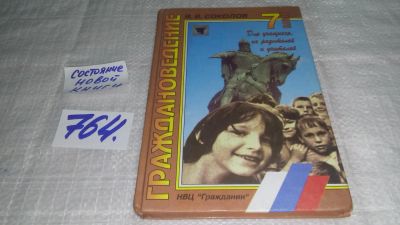 СОСТОЯНИЕ
НОВОЙ
КНИГИ
764.
Я. В. СОКОЛОВ
7
Для учащихся,
их родителей
и учителей
ГРАЖДАНОВЕДЕНИЕ
НВЦ "Гражданин"